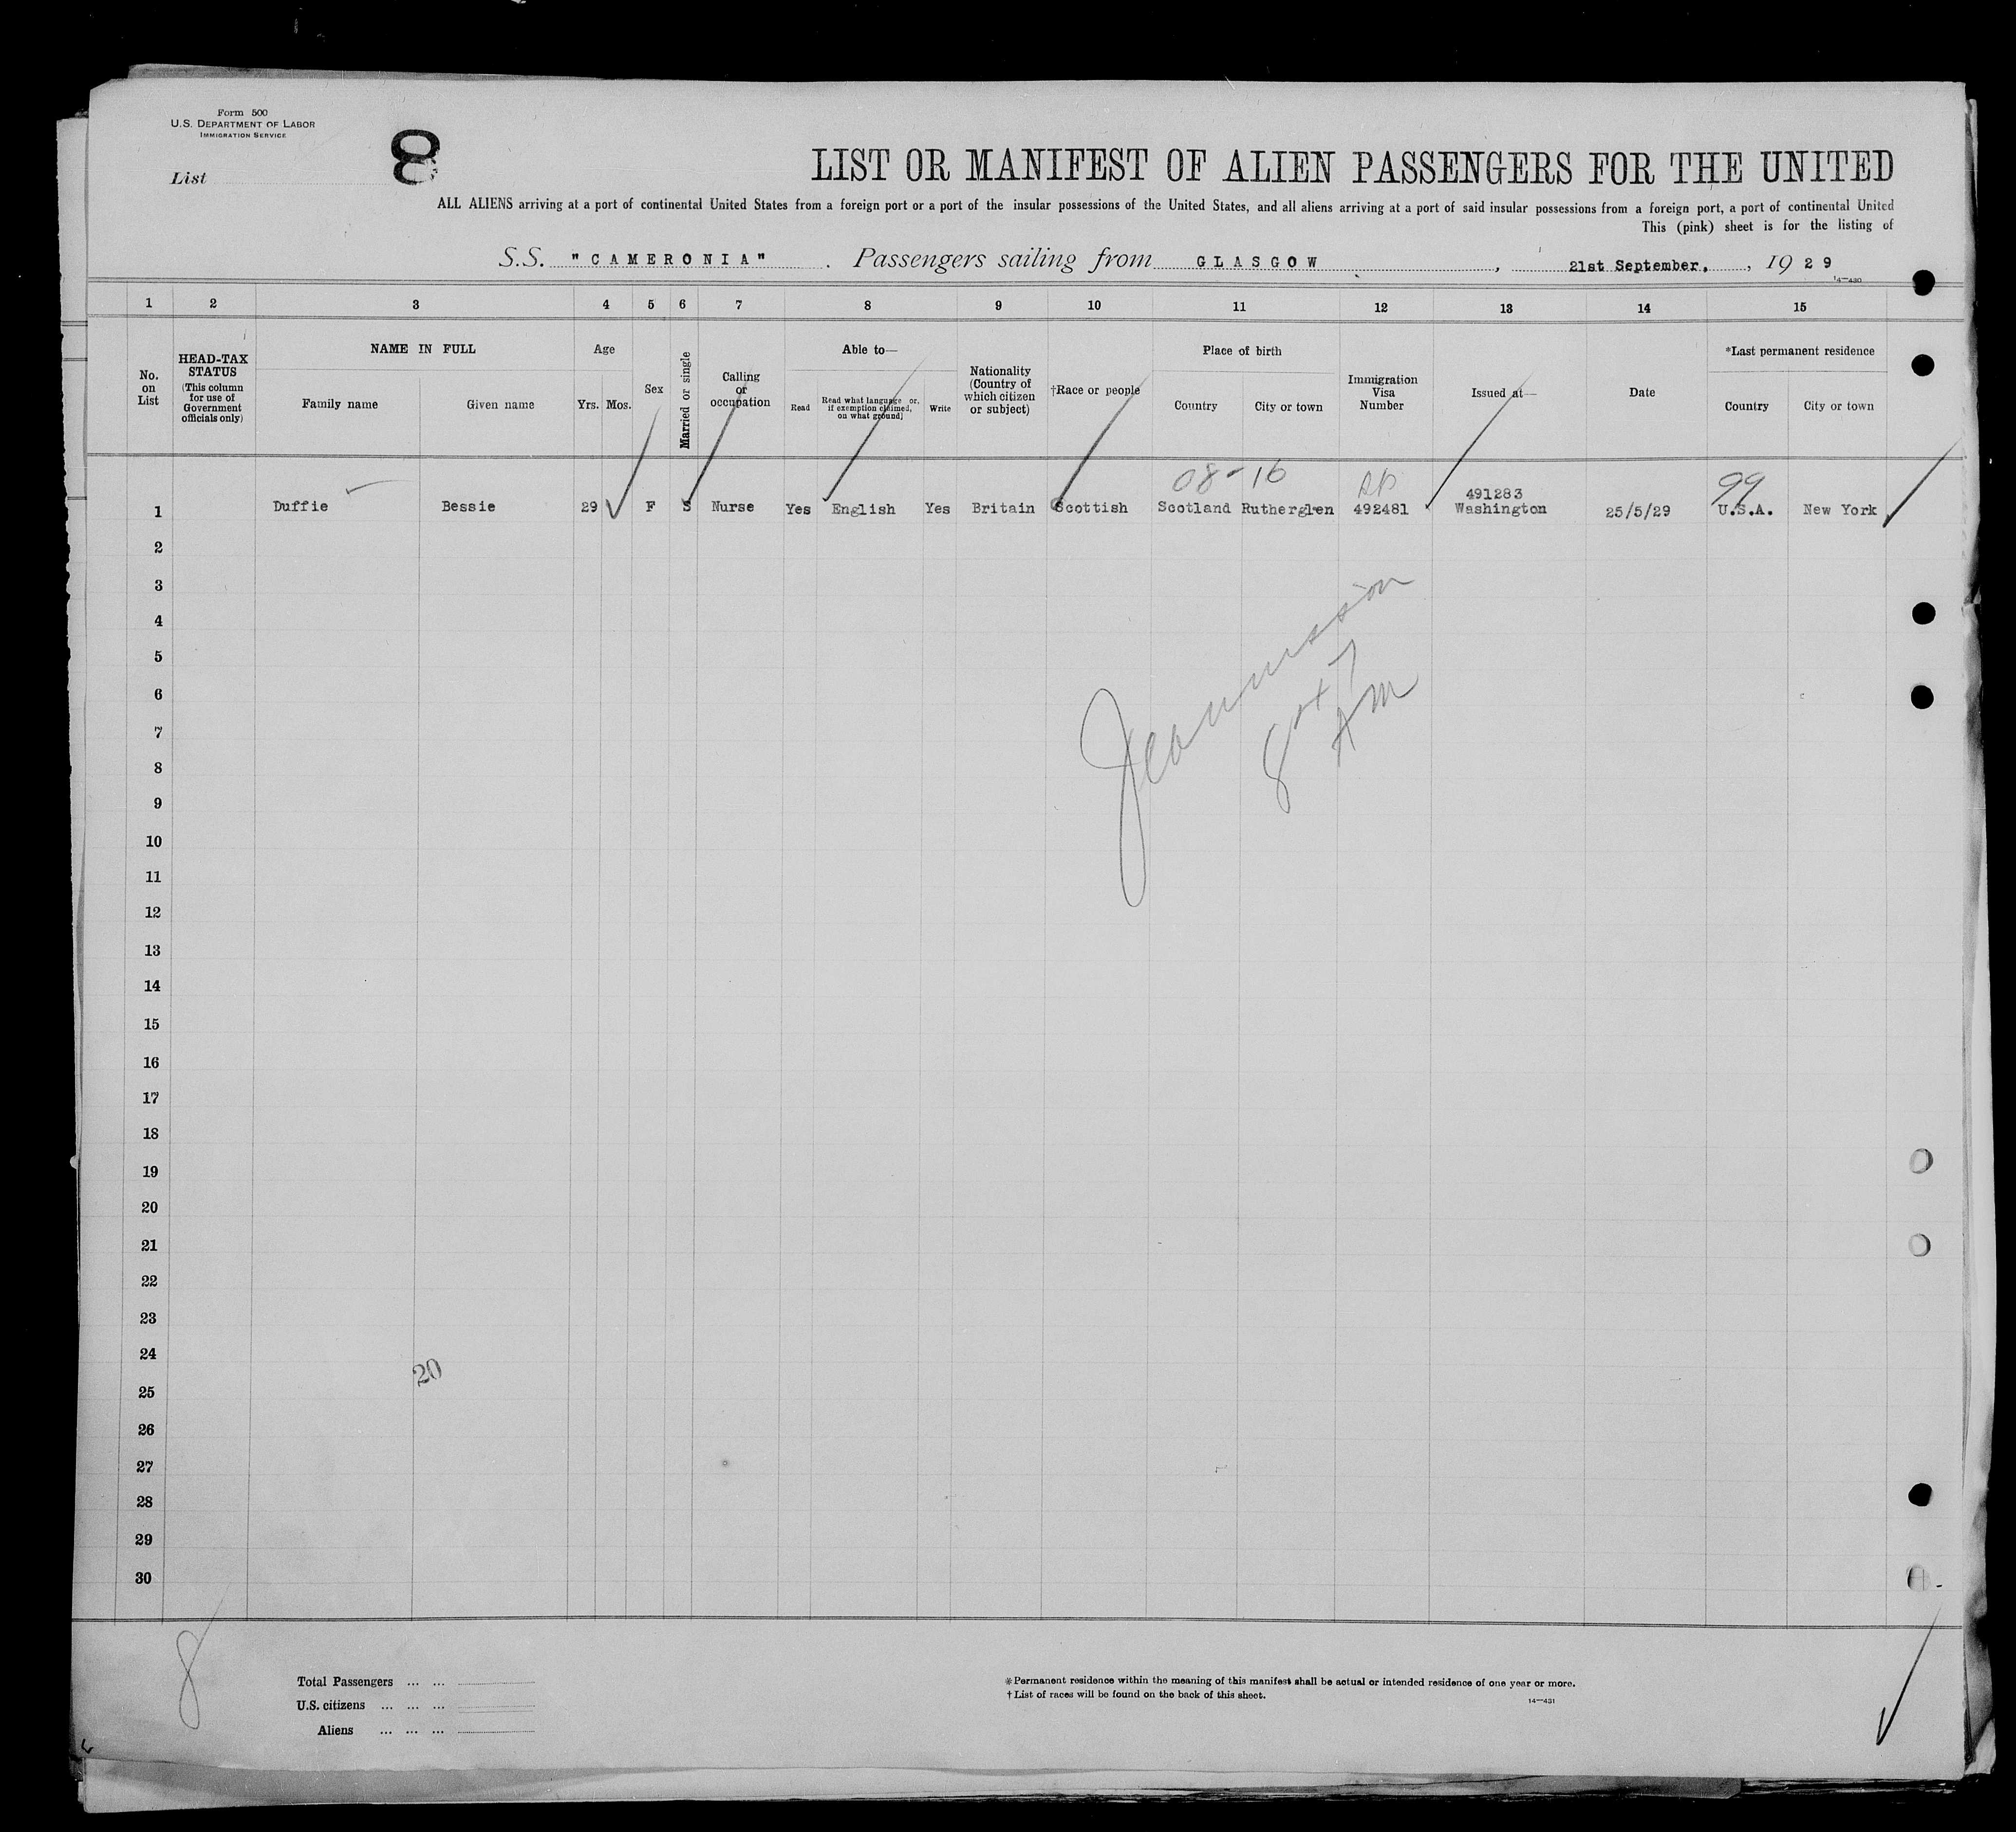 Form 500
U.S. DEPARTMENT OF LABOR
IMMIGRATION SERVICE
List
8
LIST OR MANIFEST OF ALIEN PASSENGERS FOR THE UNITED
ALL ALIENS arriving at a port of continental United States from a foreign port or a port of the insular possessions of the United States, and all aliens arriving at a port of said insular possessions from a foreign port, a port of continental United
This (pink) sheet is for the listing of
S.S. "CAMERONIA". Passengers sailing from GLASGOW, 21st September, , 19 29
14—430
1 2 3 4 5 6 7 8 9 10 11 12 13 14 15
No. on List
HEAD-TAX STATUS
(This column for use of Government officials only)
NAME IN FULL
Family name Given name
Age
Yrs. Mos.
Sex
Married or single
Calling or occupation
Able to—
Read
Read what language or, if exemption claimed, on what ground]
Write
Nationality (Country of which citizen or subject)
†Race or people
Place of birth
Country City or town
Immigration Visa Number
Issued at—
Date
*Last permanent residence
Country City or town
08-16
99
491283
1 Duffie Bessie 29 F S Nurse Yes English Yes Britain Scottish Scotland Rutherglen 492481 Washington 25/5/29 U.S.A. New York
2
3
4
5
6
7
8
9
10
11
12
13
14
15
16
17
18
19
20
21
22
23
24
20
25
26
27
28
29
30
8
Total Passengers ... ...
U.S. citizens ... ... ...
Aliens ... ... ...
*Permanent residence within the meaning of this manifest shall be actual or intended residence of one year or more.
†List of races will be found on the back of this sheet.
14—431